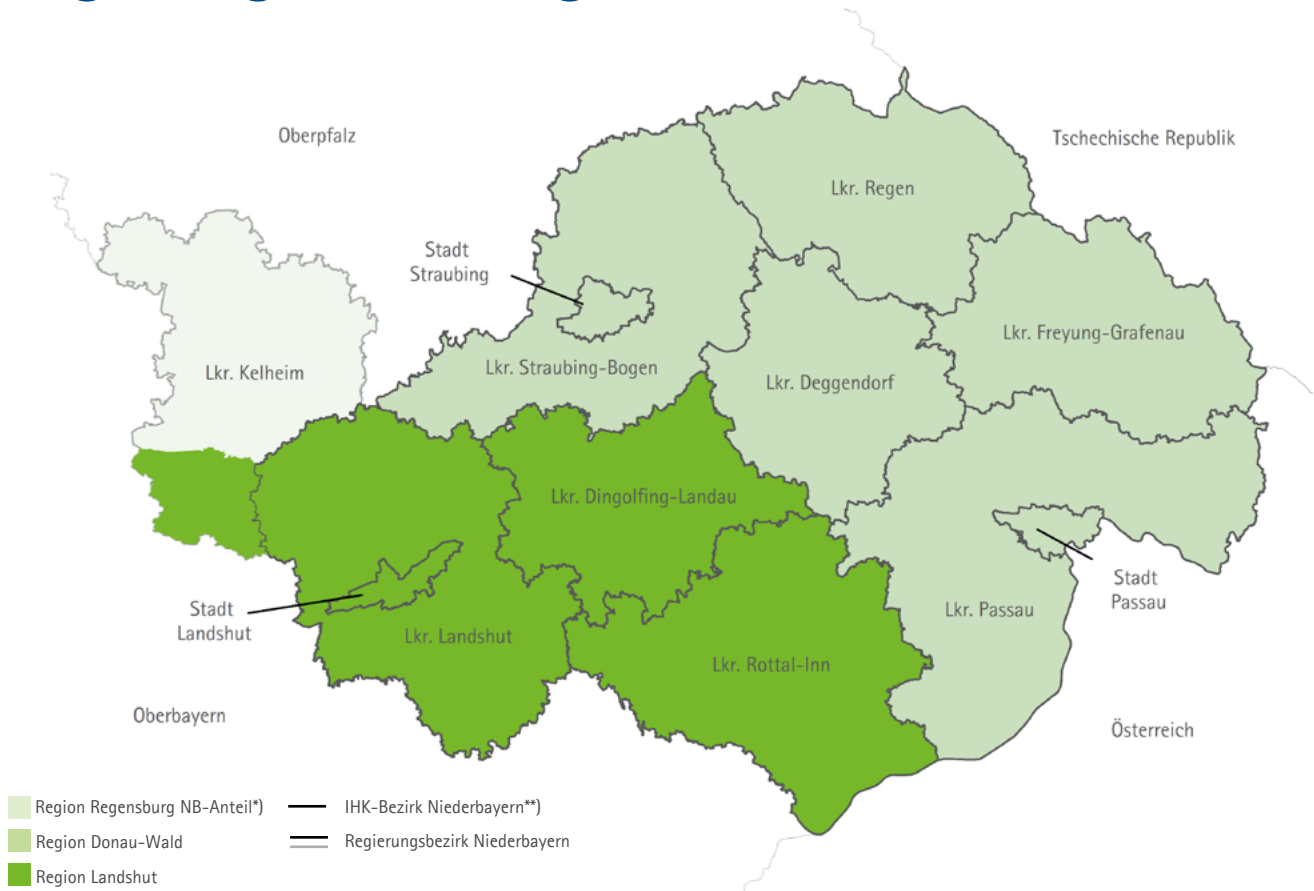 Oberpfalz
Tschechische Republik
Lkr. Regen
Stadt
Straubing
Lkr. Freyung-Grafenau
Lkr. Kelheim
Lkr. Straubing-Bogen
Lkr. Deggendorf
Lkr. Dingolfing-Landau
Stadt
Passau
Stadt
Landshut
Lkr. Landshut
Lkr. Passau
Lkr. Rottal-Inn
Oberbayern
Österreich
Region Regensburg NB-Anteil*)
IHK-Bezirk Niederbayern**)
Region Donau-Wald
Regierungsbezirk Niederbayern
Region Landshut